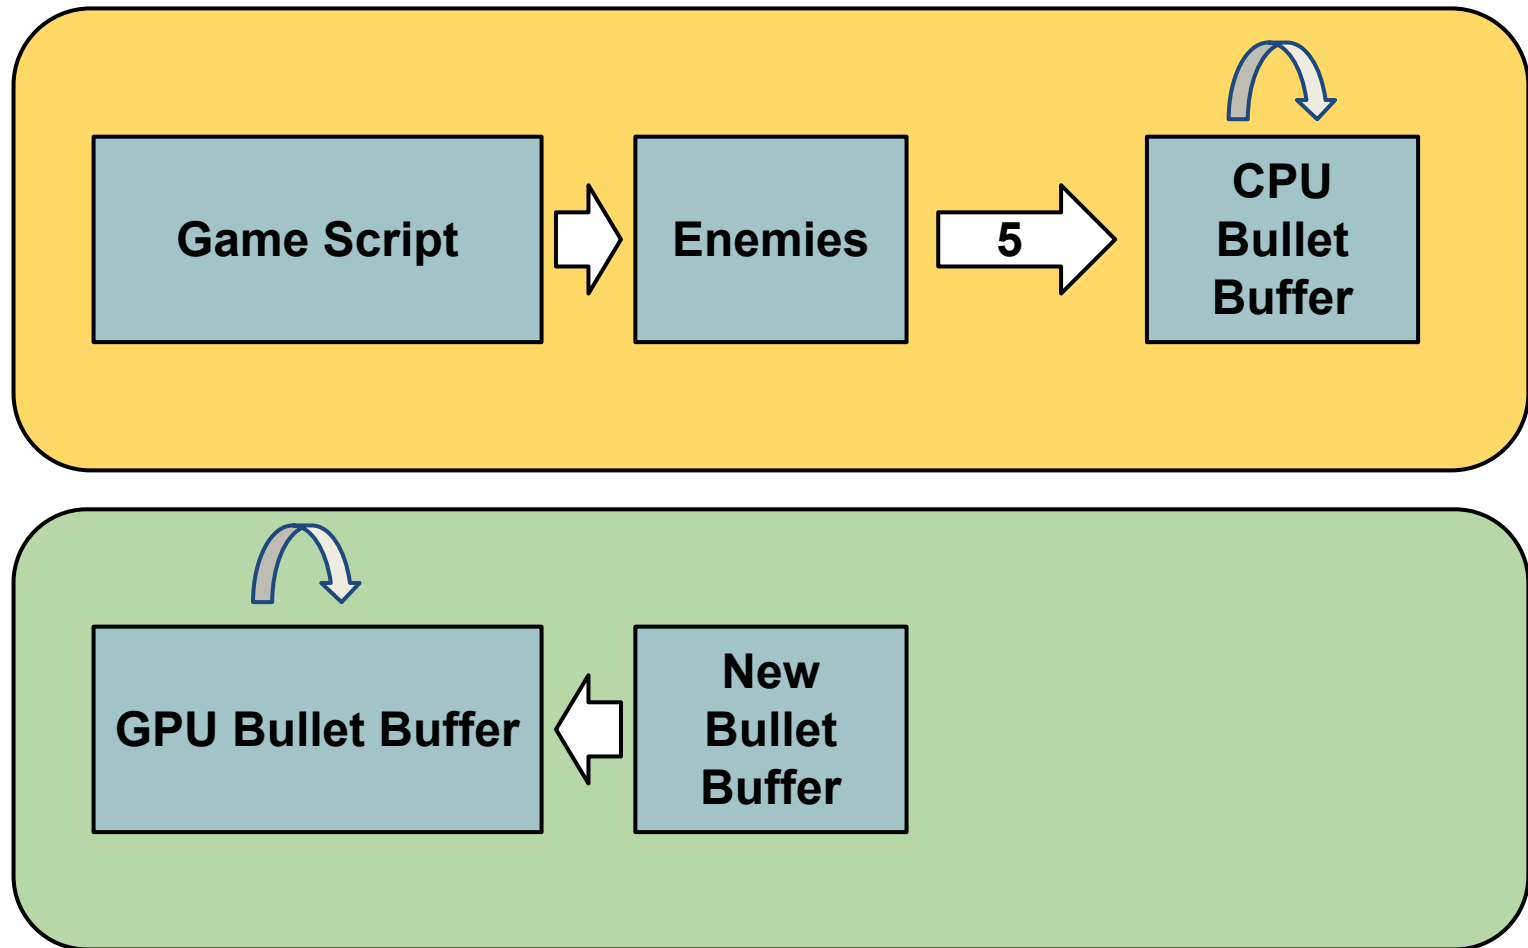 Game Script
Enemies
5
CPU
Bullet
Buffer
GPU Bullet Buffer
New
Bullet
Buffer